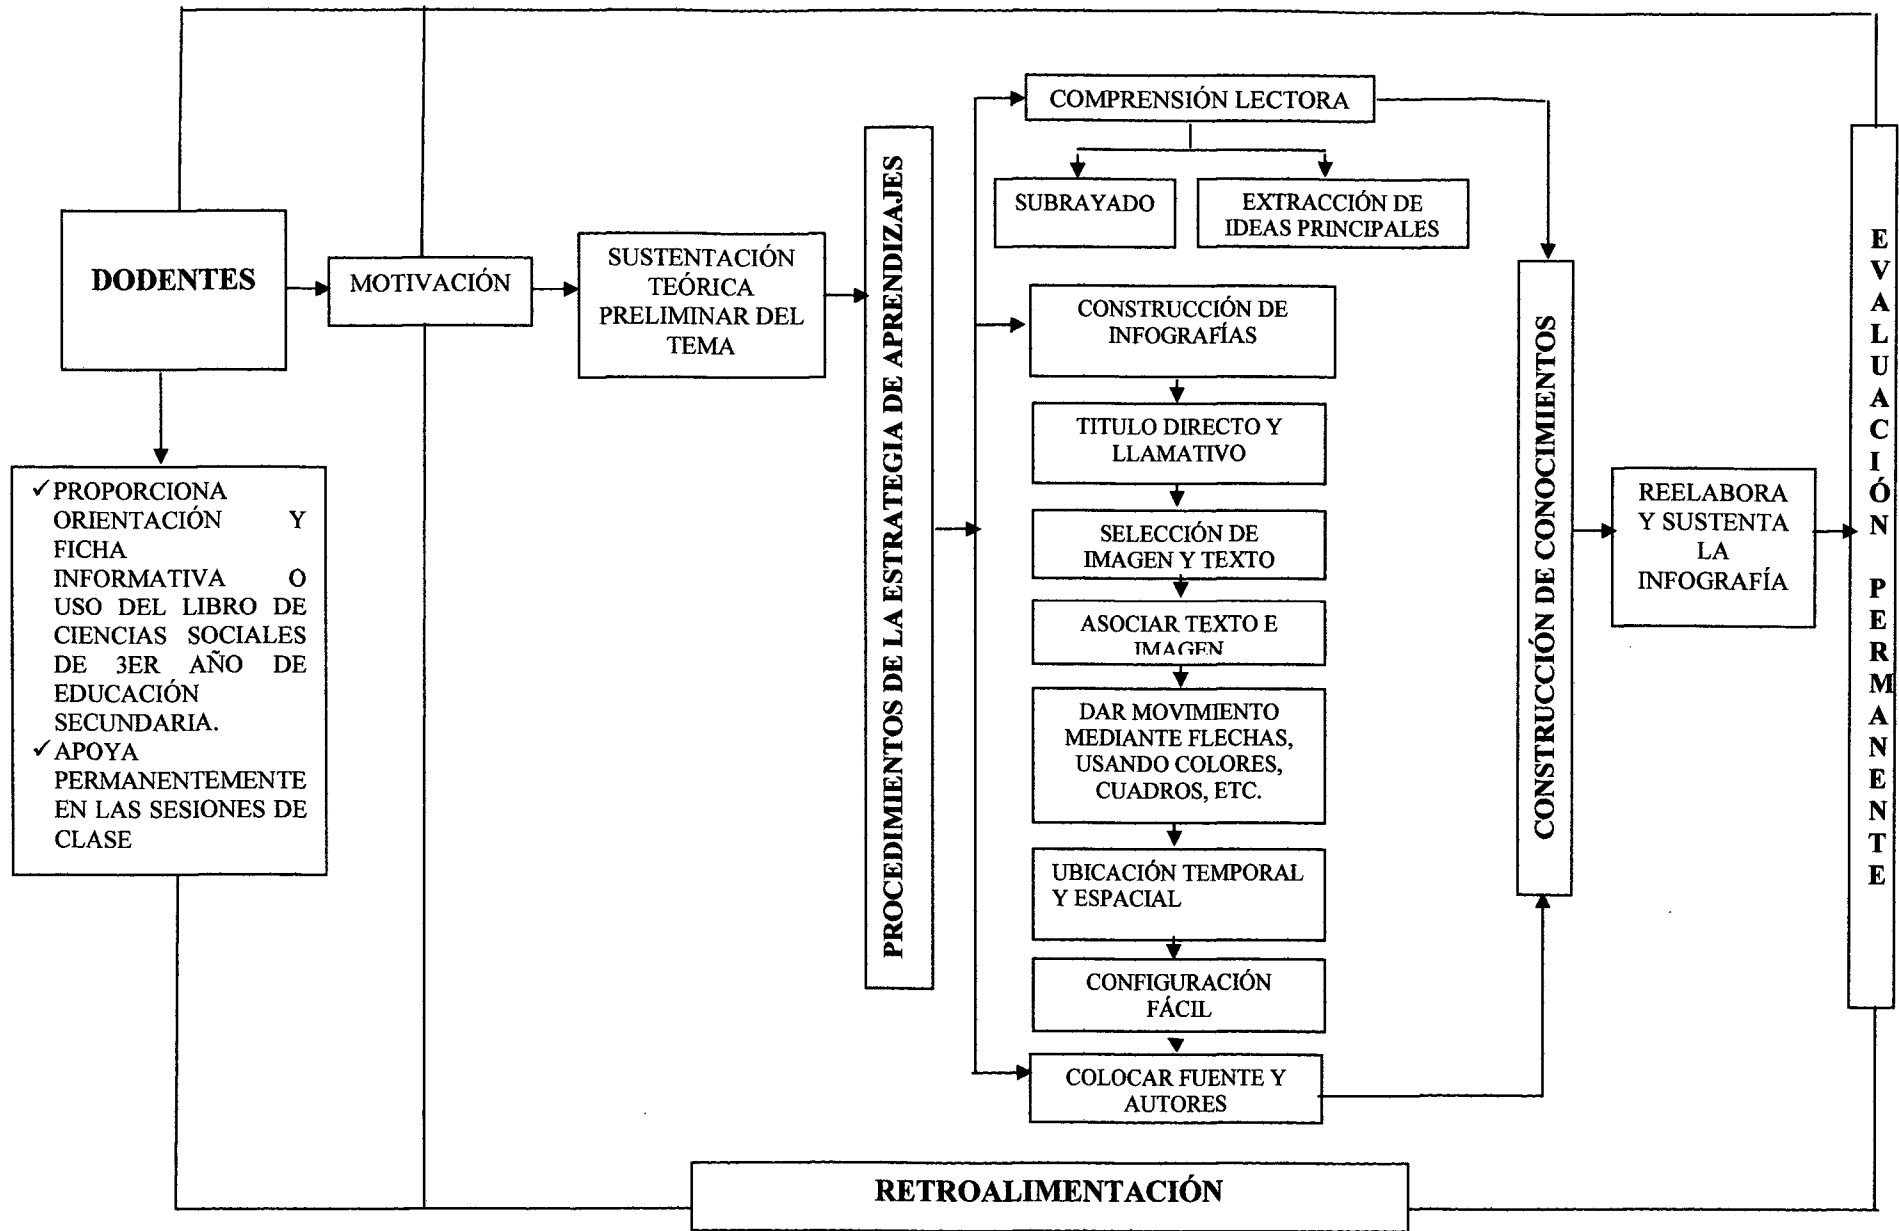 DODENTES
✓ PROPORCIONA
ORIENTACIÓN Y
FICHA
INFORMATIVA O
USO DEL LIBRO DE
CIENCIAS SOCIALES
DE 3ER AÑO DE
EDUCACIÓN
SECUNDARIA.
✓ APOYA
PERMANENTEMENTE
EN LAS SESIONES DE
CLASE
MOTIVACIÓN
SUSTENTACIÓN
TEÓRICA
PRELIMINAR DEL
TEMA
PROCEDIMIENTOS DE LA ESTRATEGIA DE APRENDIZAJES
COMPRENSIÓN LECTORA
SUBRAYADO
EXTRACCIÓN DE
IDEAS PRINCIPALES
CONSTRUCCIÓN DE
INFOGRAFÍAS
TITULO DIRECTO Y
LLAMATIVO
SELECCIÓN DE
IMAGEN Y TEXTO
ASOCIAR TEXTO E
IMAGEN
DAR MOVIMIENTO
MEDIANTE FLECHAS,
USANDO COLORES,
CUADROS, ETC.
UBICACIÓN TEMPORAL
Y ESPACIAL
CONFIGURACIÓN
FÁCIL
COLOCAR FUENTE Y
AUTORES
CONSTRUCCIÓN DE CONOCIMIENTOS
REELABORA
Y SUSTENTA
LA
INFOGRAFÍA
EVALUACIÓN PERMANENTE
RETROALIMENTACIÓN